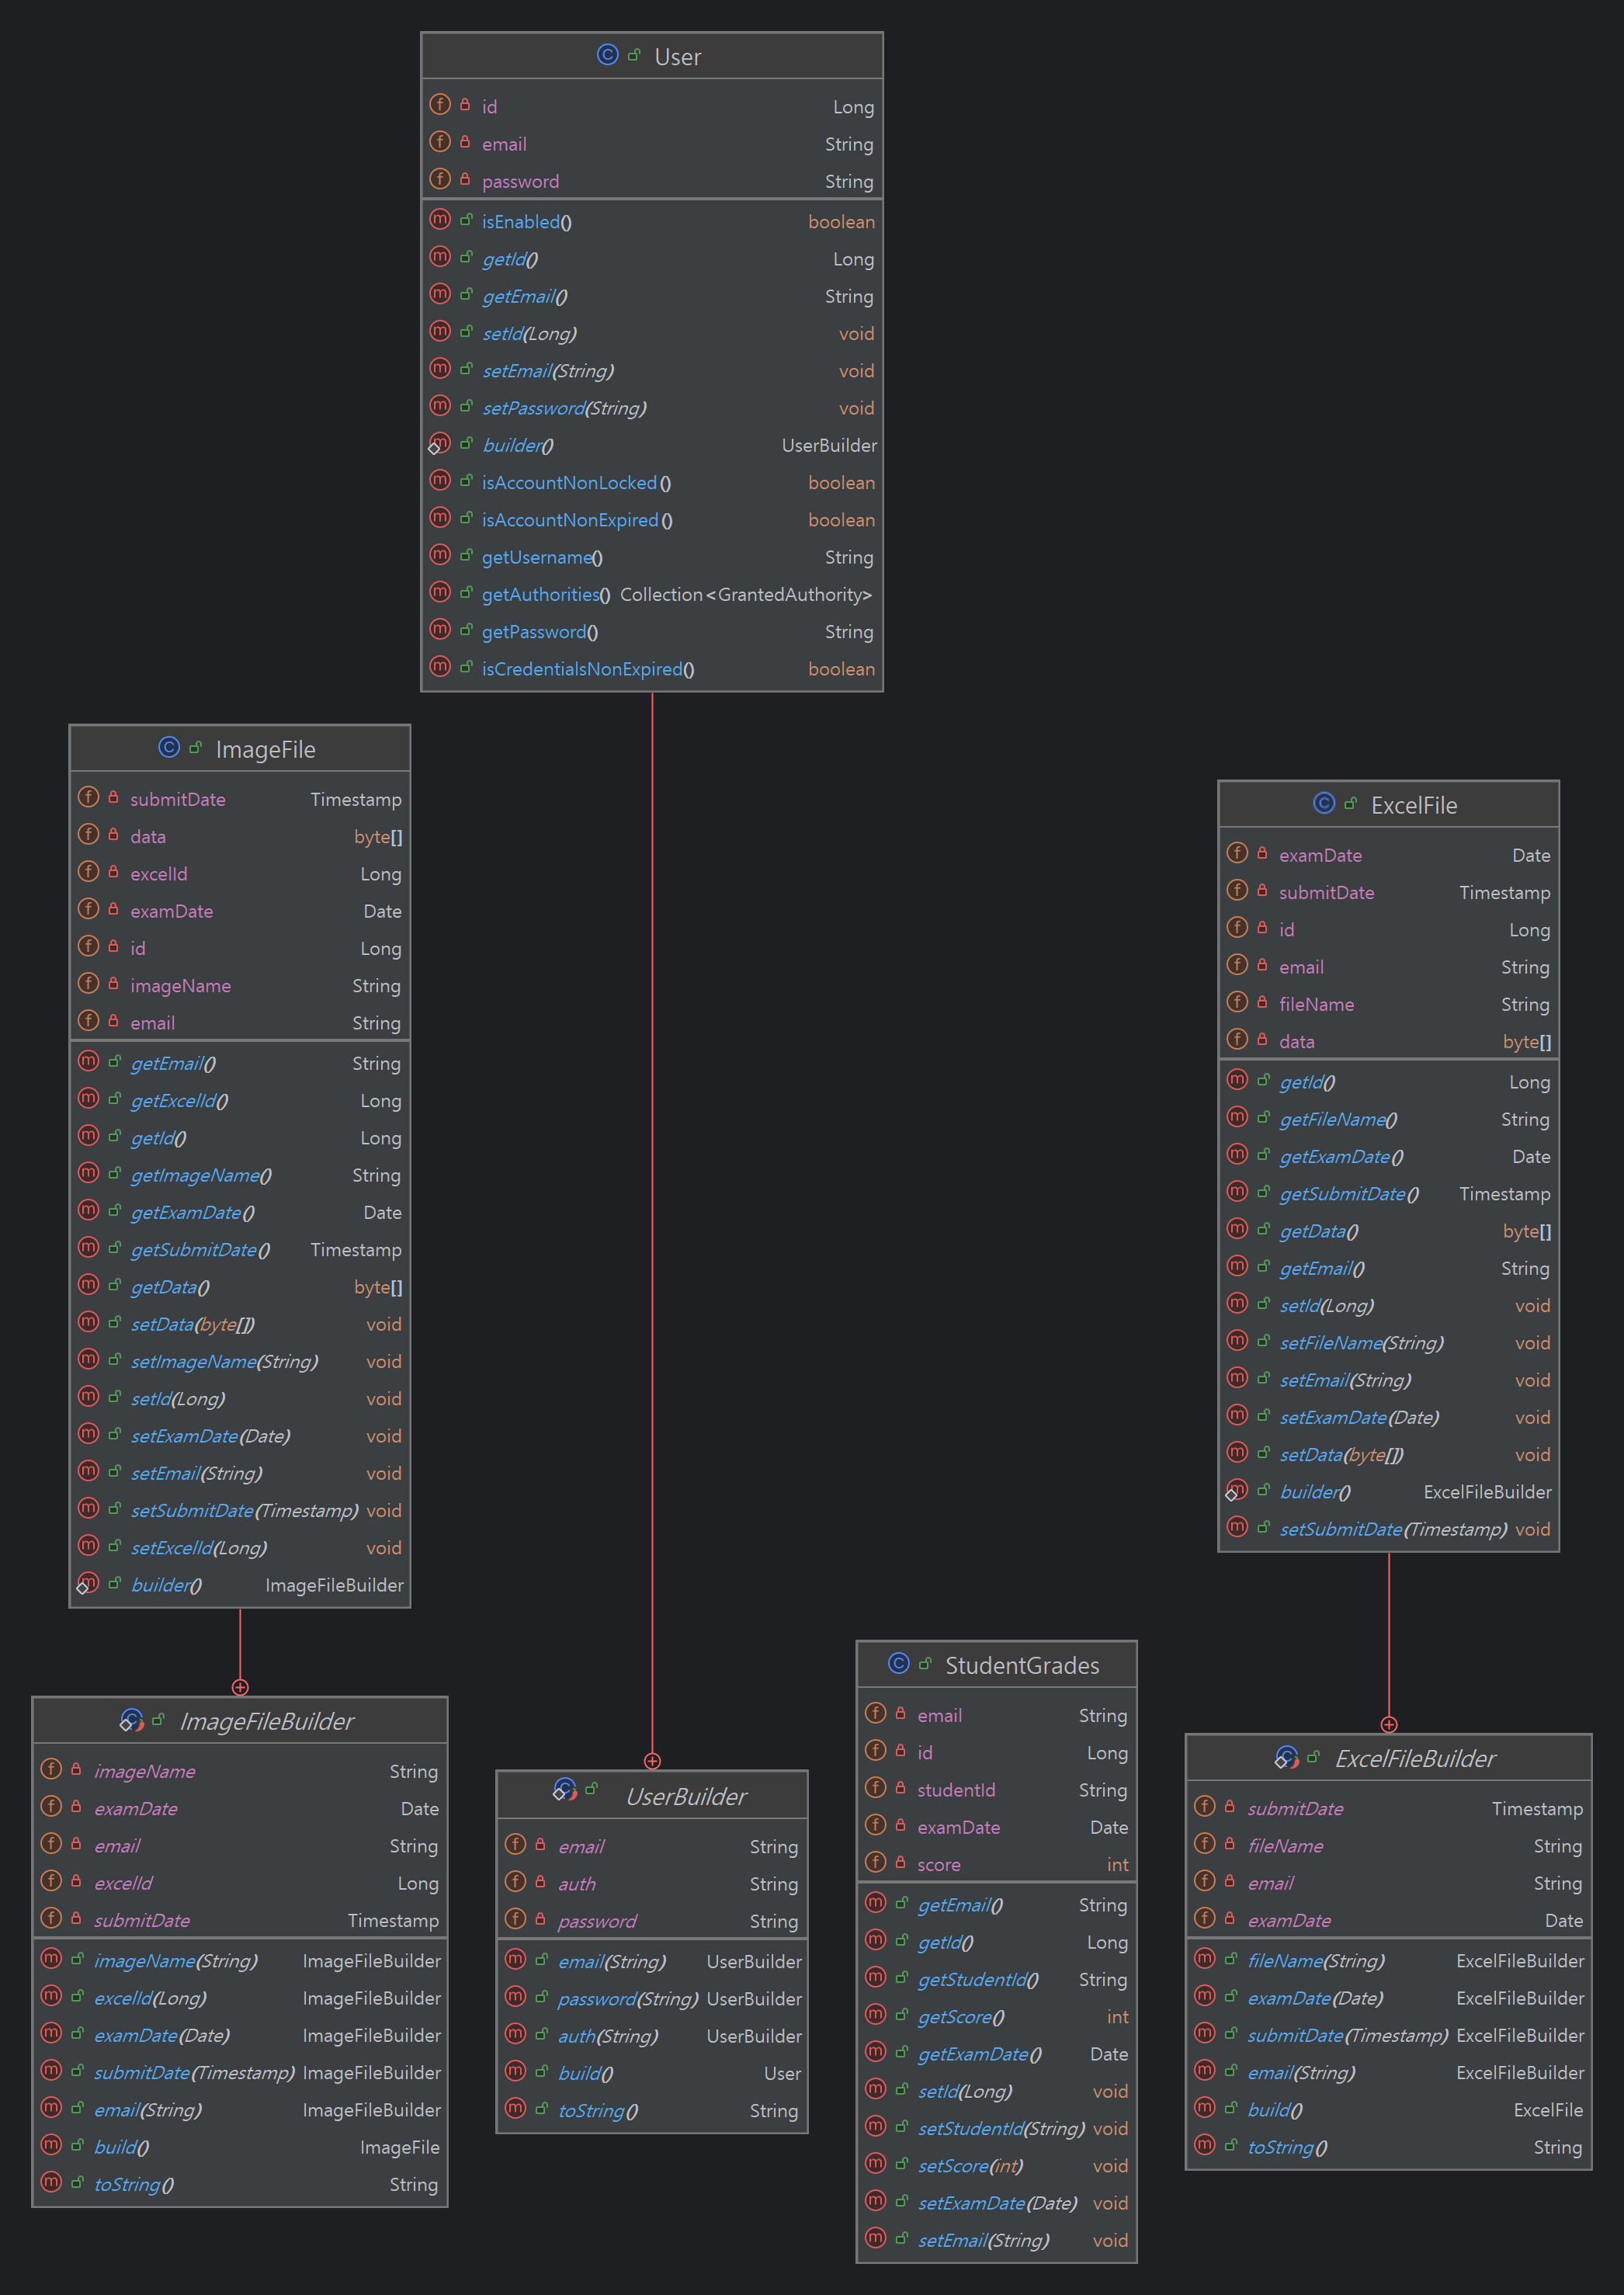 User
id Long
email String
password String
isEnabled() boolean
getId() Long
getEmail() String
setId(Long) void
setEmail(String) void
setPassword(String) void
builder() UserBuilder
isAccountNonLocked() boolean
isAccountNonExpired() boolean
getUsername() String
getAuthorities() Collection<GrantedAuthority>
getPassword() String
isCredentialsNonExpired() boolean
ImageFile
submitDate Timestamp
data byte[]
excelId Long
examDate Date
id Long
imageName String
email String
getEmail() String
getExcelId() Long
getId() Long
getImageName() String
getExamDate() Date
getSubmitDate() Timestamp
getData() byte[]
setData(byte[]) void
setImageName(String) void
setId(Long) void
setExamDate(Date) void
setEmail(String) void
setSubmitDate(Timestamp) void
setExcelId(Long) void
builder() ImageFileBuilder
ExcelFile
examDate Date
submitDate Timestamp
id Long
email String
fileName String
data byte[]
getId() Long
getFileName() String
getExamDate() Date
getSubmitDate() Timestamp
getData() byte[]
getEmail() String
setId(Long) void
setFileName(String) void
setEmail(String) void
setExamDate(Date) void
setData(byte[]) void
builder() ExcelFileBuilder
setSubmitDate(Timestamp) void
ImageFileBuilder
imageName String
examDate Date
email String
excelId Long
submitDate Timestamp
imageName(String) ImageFileBuilder
excelId(Long) ImageFileBuilder
examDate(Date) ImageFileBuilder
submitDate(Timestamp) ImageFileBuilder
email(String) ImageFileBuilder
build() ImageFile
toString() String
UserBuilder
email String
auth String
password String
email(String) UserBuilder
password(String) UserBuilder
auth(String) UserBuilder
build() User
toString() String
StudentGrades
email String
id Long
studentId String
examDate Date
score int
getEmail() String
getId() Long
getStudentId() String
getScore() int
getExamDate() Date
setId(Long) void
setStudentId(String) void
setScore(int) void
setExamDate(Date) void
setEmail(String) void
ExcelFileBuilder
submitDate Timestamp
fileName String
email String
examDate Date
fileName(String) ExcelFileBuilder
examDate(Date) ExcelFileBuilder
submitDate(Timestamp) ExcelFileBuilder
email(String) ExcelFileBuilder
build() ExcelFile
toString() String